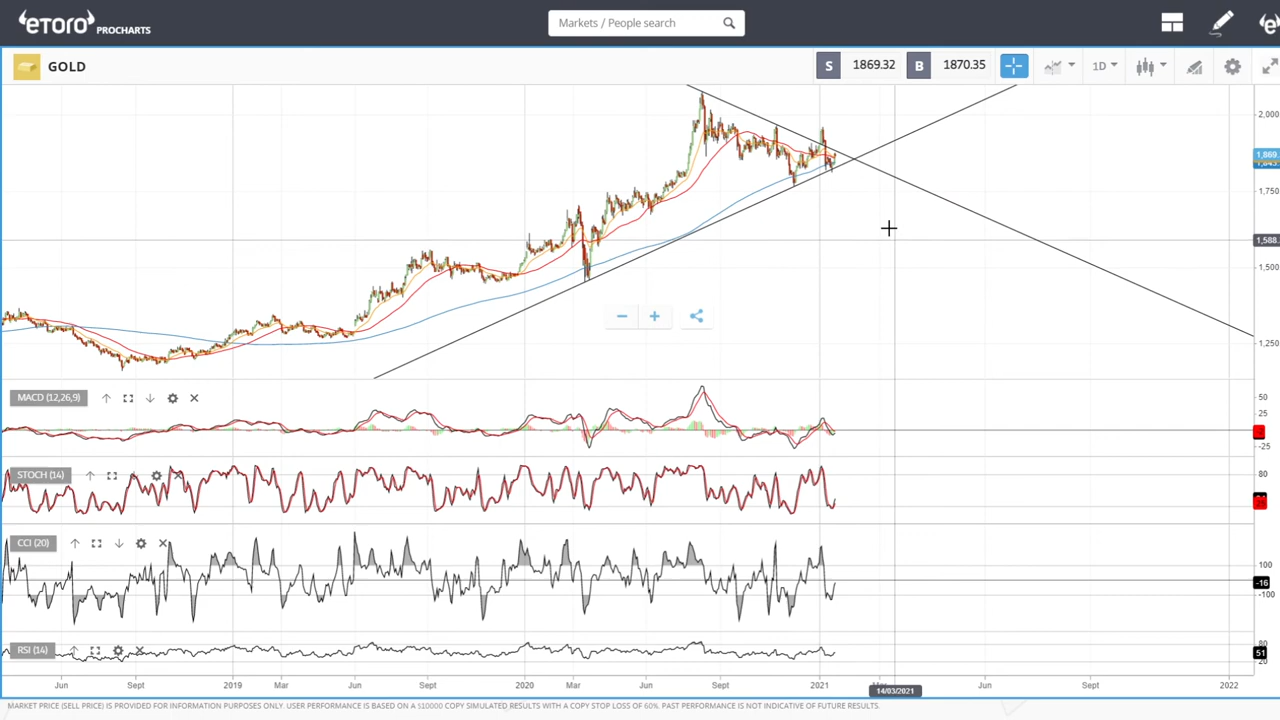 eToro PROCHARTS
Markets / People search
GOLD
S 1869.32 B 1870.35 1D
2,000
1,869.
1,750
1,588.
1,500
1,250
MACD (12,26,9)
50
25
-25
STOCH (14)
80
CCI (20)
100
-16
-100
RSI (14)
80
51
20
Jun Sept 2019 Mar Jun Sept 2020 Mar Jun Sept 2021 Jun Sept 2022
14/03/2021
MARKET PRICE (SELL PRICE) IS PROVIDED FOR INFORMATION PURPOSES ONLY. USER PERFORMANCE IS BASED ON A $10000 COPY SIMULATED RESULTS WITH A COPY STOP LOSS OF 60%. PAST PERFORMANCE IS NOT INDICATIVE OF FUTURE RESULTS.